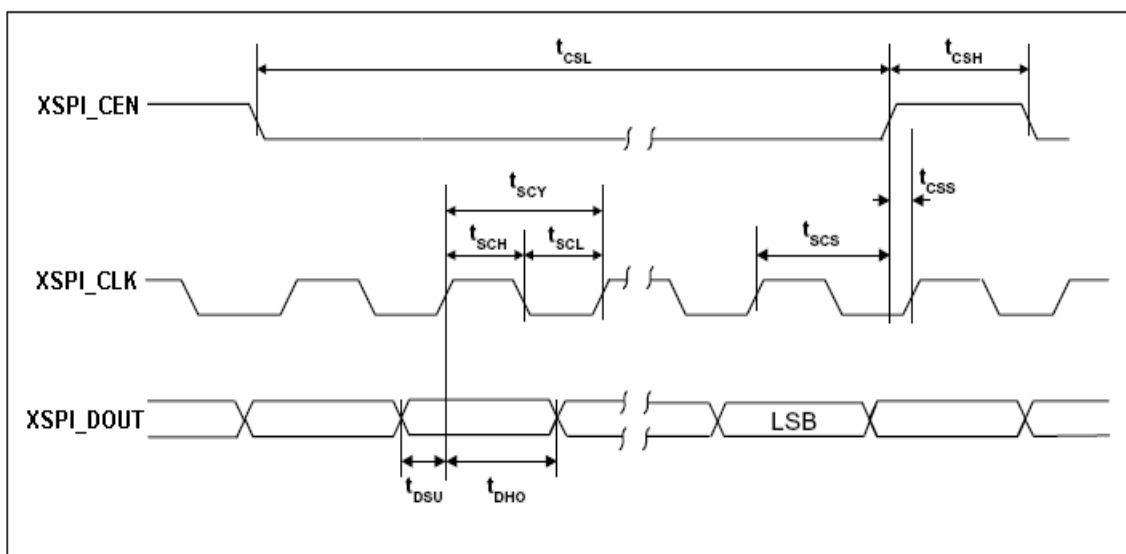 tCSL
tCSH
XSPI_CEN
tCSS
tSCY
tSCS
tSCH
tSCL
XSPI_CLK
XSPI_DOUT
LSB
tDSU
tDHO